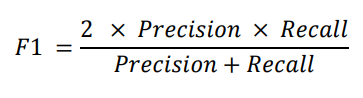 F1 = 2 × Precision × Recall / Precision + Recall